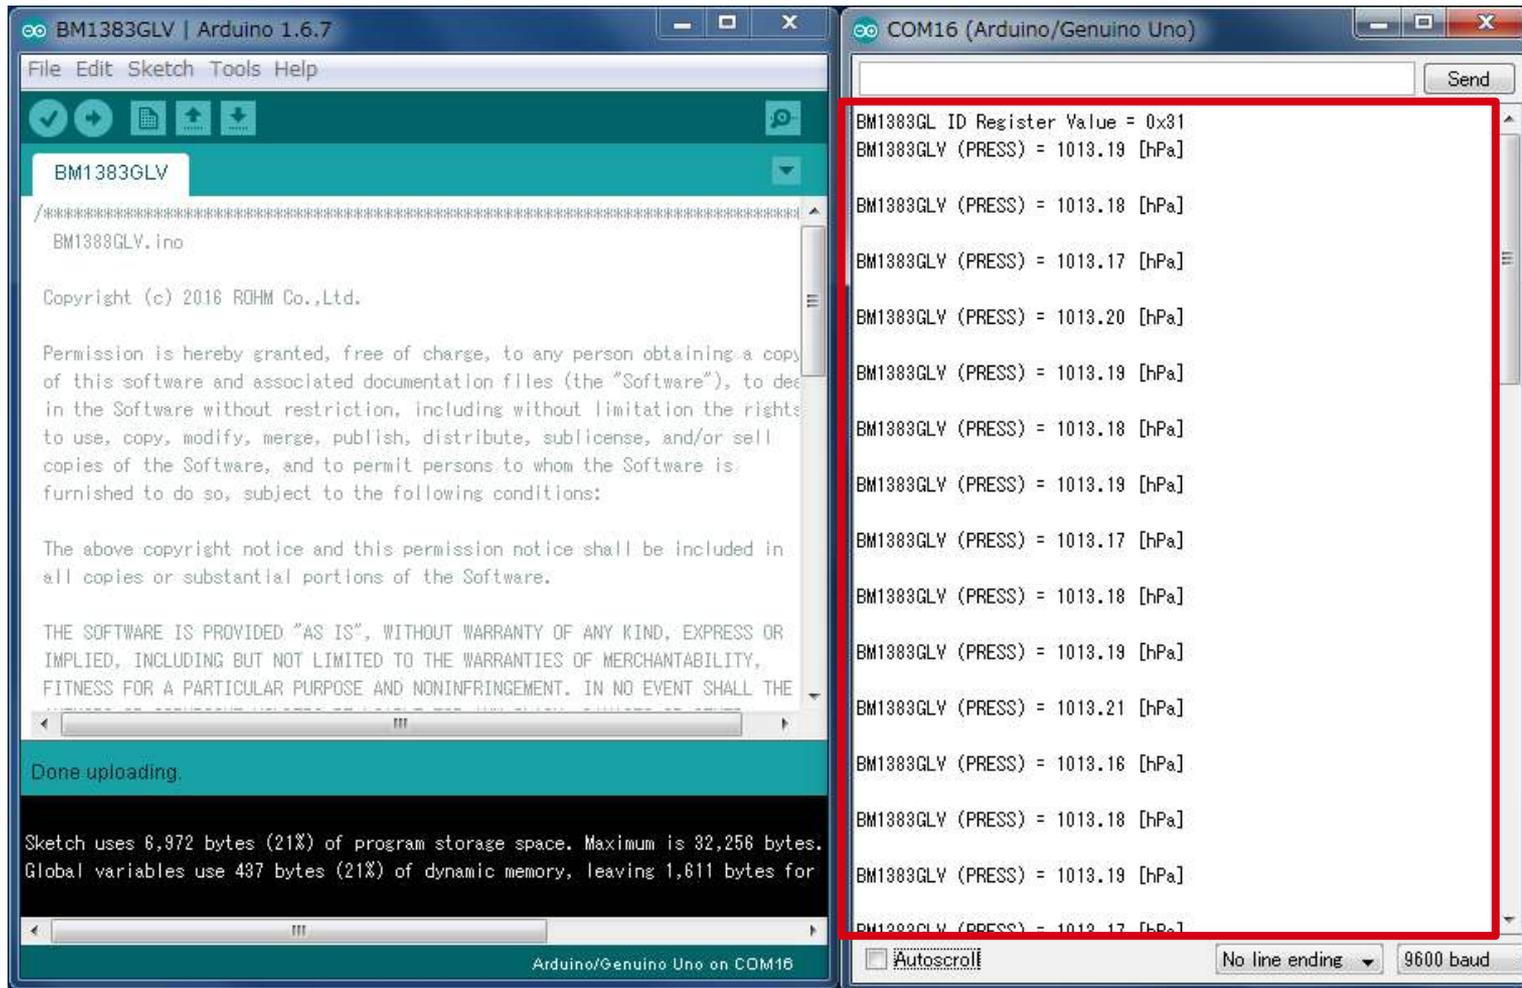 BM1383GLV | Arduino 1.6.7
File Edit Sketch Tools Help
BM1383GLV
/******************************************************************************
BM1383GLV.ino
Copyright (c) 2016 ROHM Co.,Ltd.
Permission is hereby granted, free of charge, to any person obtaining a copy
of this software and associated documentation files (the "Software"), to dea
in the Software without restriction, including without limitation the rights
to use, copy, modify, merge, publish, distribute, sublicense, and/or sell
copies of the Software, and to permit persons to whom the Software is
furnished to do so, subject to the following conditions:
The above copyright notice and this permission notice shall be included in
all copies or substantial portions of the Software.
THE SOFTWARE IS PROVIDED "AS IS", WITHOUT WARRANTY OF ANY KIND, EXPRESS OR
IMPLIED, INCLUDING BUT NOT LIMITED TO THE WARRANTIES OF MERCHANTABILITY,
FITNESS FOR A PARTICULAR PURPOSE AND NONINFRINGEMENT. IN NO EVENT SHALL THE
Done uploading.
Sketch uses 6,972 bytes (21%) of program storage space. Maximum is 32,256 bytes.
Global variables use 437 bytes (21%) of dynamic memory, leaving 1,611 bytes for
Arduino/Genuino Uno on COM16
COM16 (Arduino/Genuino Uno)
Send
BM1383GL ID Register Value = 0x31
BM1383GLV (PRESS) = 1013.19 [hPa]
BM1383GLV (PRESS) = 1013.18 [hPa]
BM1383GLV (PRESS) = 1013.17 [hPa]
BM1383GLV (PRESS) = 1013.20 [hPa]
BM1383GLV (PRESS) = 1013.19 [hPa]
BM1383GLV (PRESS) = 1013.18 [hPa]
BM1383GLV (PRESS) = 1013.19 [hPa]
BM1383GLV (PRESS) = 1013.17 [hPa]
BM1383GLV (PRESS) = 1013.18 [hPa]
BM1383GLV (PRESS) = 1013.19 [hPa]
BM1383GLV (PRESS) = 1013.21 [hPa]
BM1383GLV (PRESS) = 1013.16 [hPa]
BM1383GLV (PRESS) = 1013.18 [hPa]
BM1383GLV (PRESS) = 1013.19 [hPa]
BM1383GLV (PRESS) = 1013.17 [hPa]
Autoscroll
No line ending
9600 baud